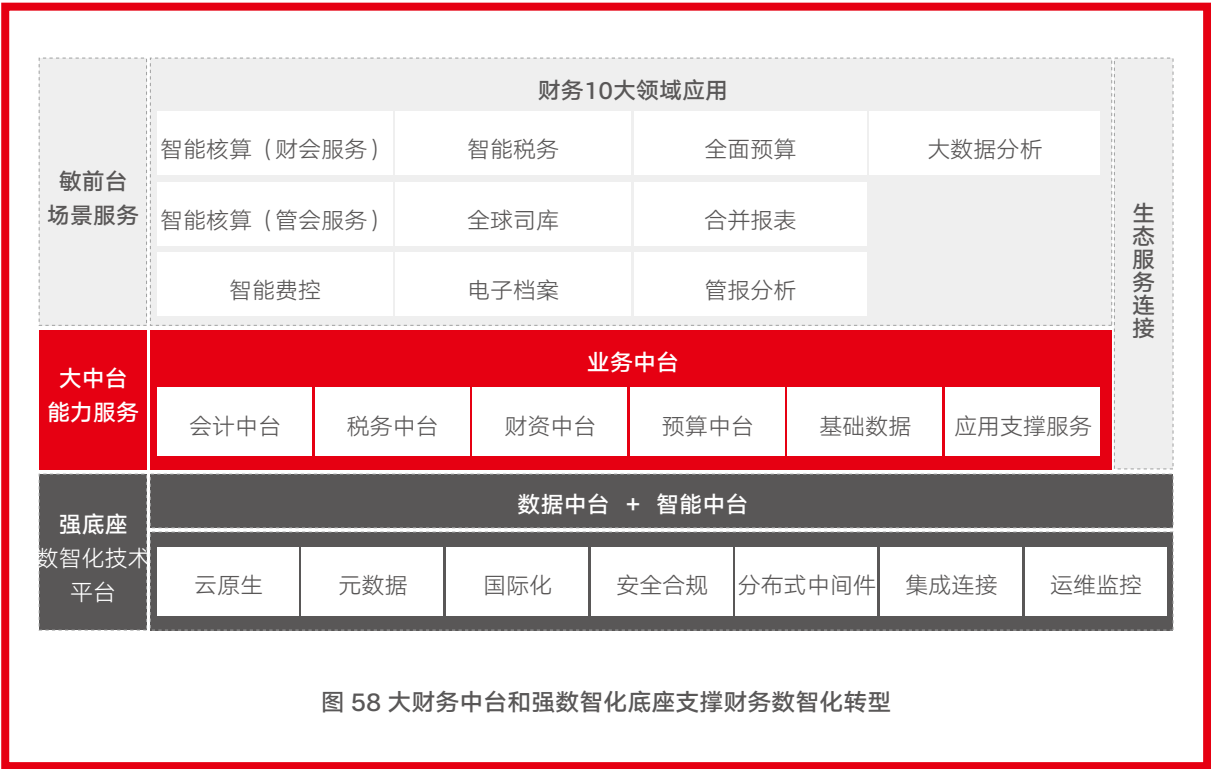 财务10大领域应用
敏前台
场景服务
智能核算（财会服务）
智能税务
全面预算
大数据分析
智能核算（管会服务）
全球司库
合并报表
智能费控
电子档案
管报分析
生态服务连接
大中台
能力服务
业务中台
会计中台
税务中台
财资中台
预算中台
基础数据
应用支撑服务
强底座
数智化技术
平台
数据中台 + 智能中台
云原生
元数据
国际化
安全合规
分布式中间件
集成连接
运维监控
图 58 大财务中台和强数智化底座支撑财务数智化转型